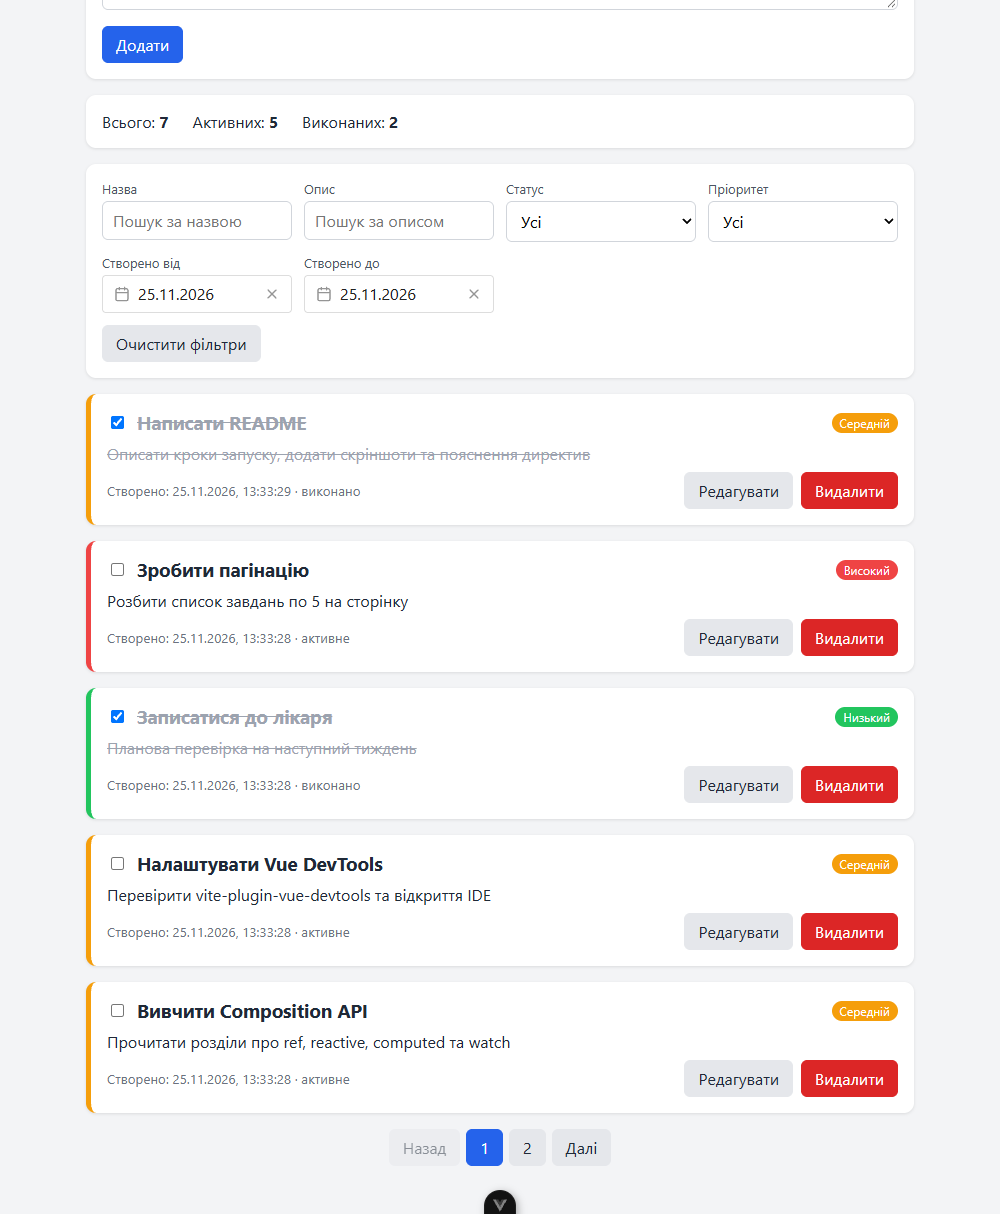 Додати
Всього: 7 Активних: 5 Виконаних: 2
Назва Опис Статус Пріоритет
Пошук за назвою Пошук за описом Усі Усі
Створено від Створено до
25.11.2026 25.11.2026
Очистити фільтри
Написати README Середній
Описати кроки запуску, додати скріншоти та пояснення директив
Створено: 25.11.2026, 13:33:29 · виконано Редагувати Видалити
Зробити пагінацію Високий
Розбити список завдань по 5 на сторінку
Створено: 25.11.2026, 13:33:28 · активне Редагувати Видалити
Записатися до лікаря Низький
Планова перевірка на наступний тиждень
Створено: 25.11.2026, 13:33:28 · виконано Редагувати Видалити
Налаштувати Vue DevTools Середній
Перевірити vite-plugin-vue-devtools та відкриття IDE
Створено: 25.11.2026, 13:33:28 · активне Редагувати Видалити
Вивчити Composition API Середній
Прочитати розділи про ref, reactive, computed та watch
Створено: 25.11.2026, 13:33:28 · активне Редагувати Видалити
Назад 1 2 Далі